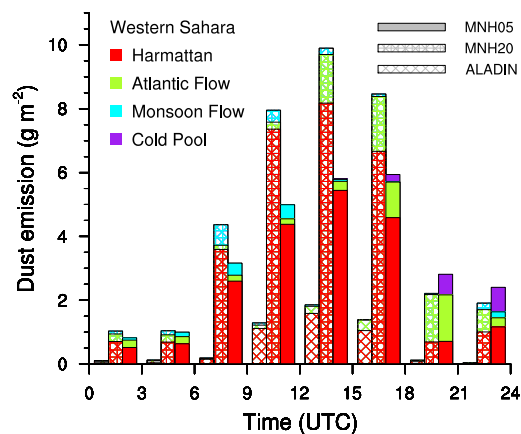 Western Sahara
Harmattan
Atlantic Flow
Monsoon Flow
Cold Pool
MNH05
MNH20
ALADIN
Dust emission (g m⁻²)
10
8
6
4
2
0
0 3 6 9 12 15 18 21 24
Time (UTC)